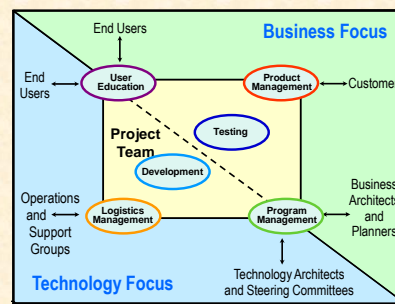 End Users
Business Focus
End
Users
User
Education
Product
Management
Customer
Project
Team
Testing
Development
Operations
and
Support
Groups
Logistics
Management
Program
Management
Business
Architects
and
Planners
Technology Focus
Technology Architects
and Steering Committees